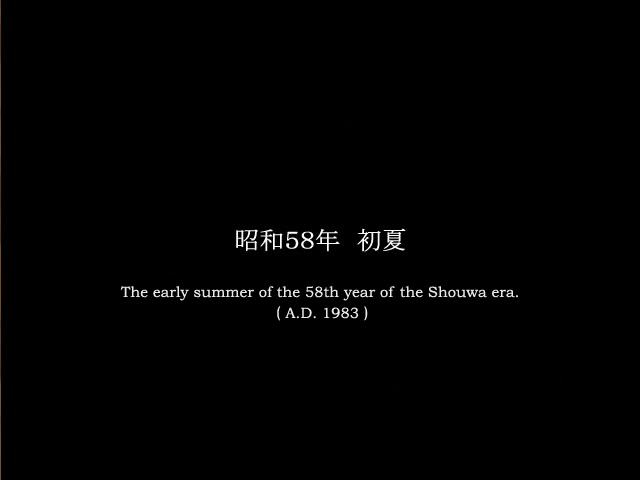 昭和58年 初夏
The early summer of the 58th year of the Shouwa era.
( A.D. 1983 )